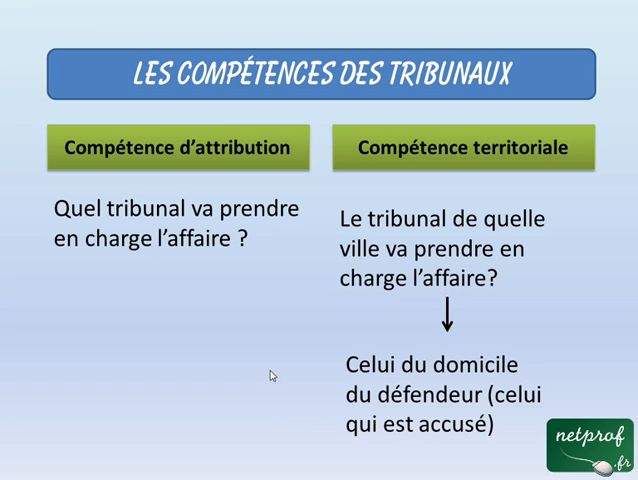 LES COMPÉTENCES DES TRIBUNAUX
Compétence d’attribution
Quel tribunal va prendre
en charge l’affaire ?
Compétence territoriale
Le tribunal de quelle
ville va prendre en
charge l’affaire?
Celui du domicile
du défendeur (celui
qui est accusé)
netprof
.fr